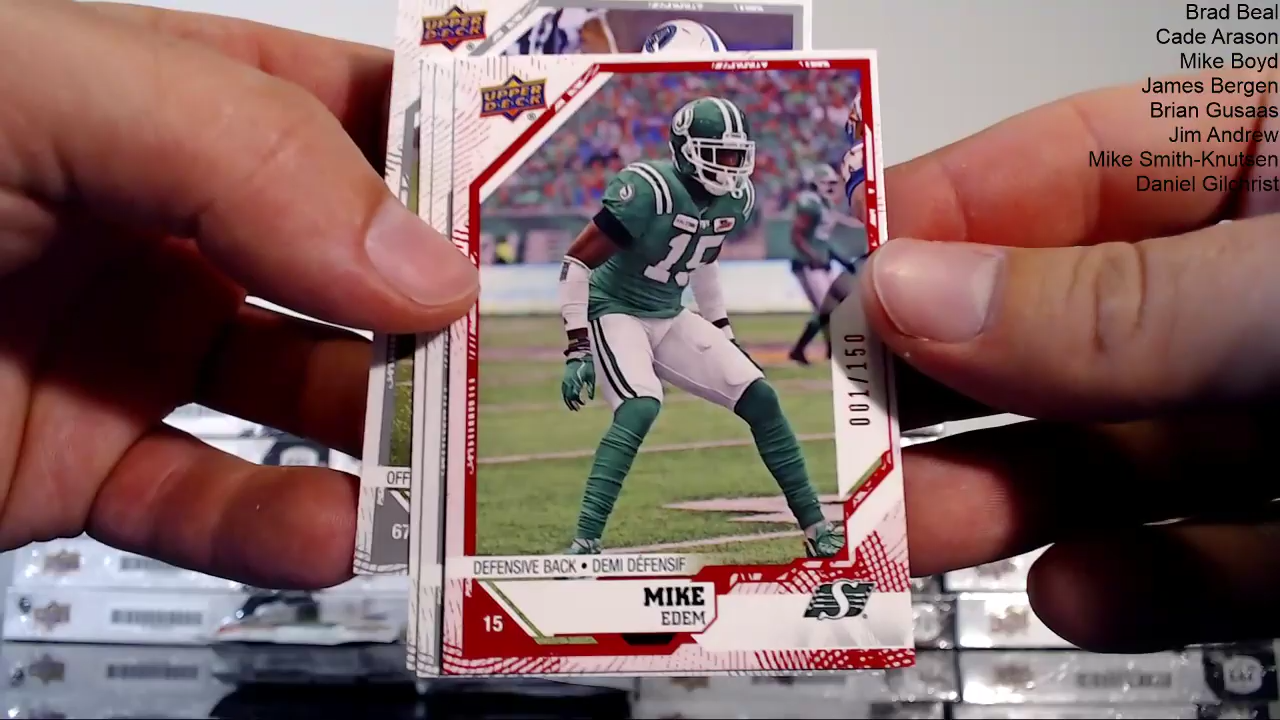 Brad Beal
Cade Arason
Mike Boyd
James Bergen
Brian Gusaas
Jim Andrew
Mike Smith-Knutsen
Daniel Gilchrist
UPPER DECK
UPPER DECK
15
001/150
OFF
67
DEFENSIVE BACK • DEMI DÉFENSIF
MIKE
EDEM
15
S